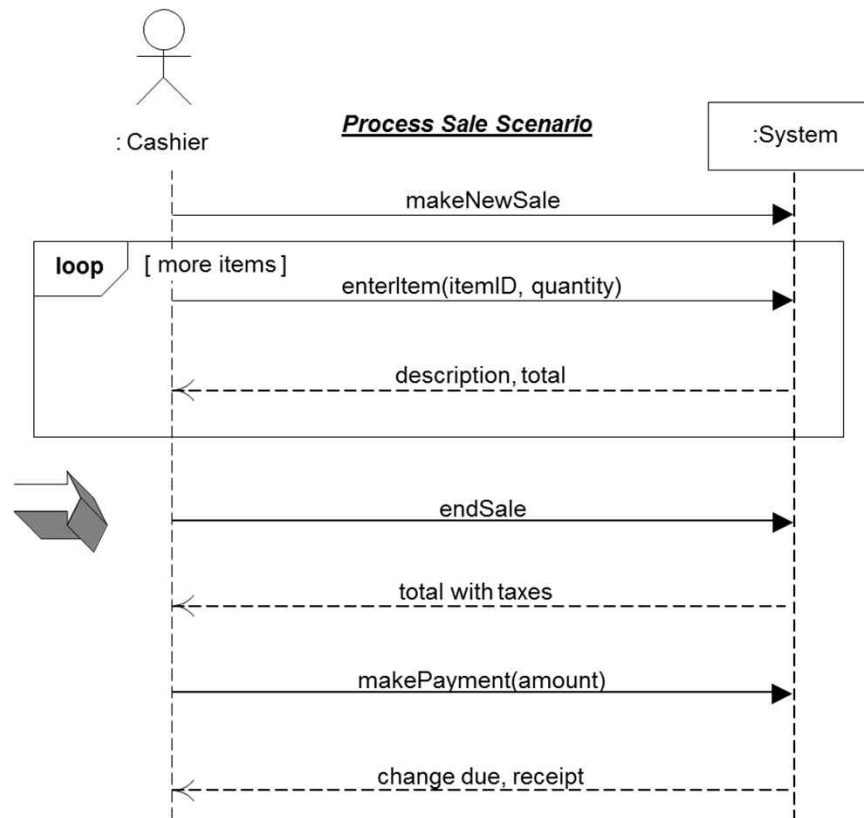 Process Sale Scenario
: Cashier
:System
makeNewSale
loop
[ more items ]
enterItem(itemID, quantity)
description, total
endSale
total with taxes
makePayment(amount)
change due, receipt